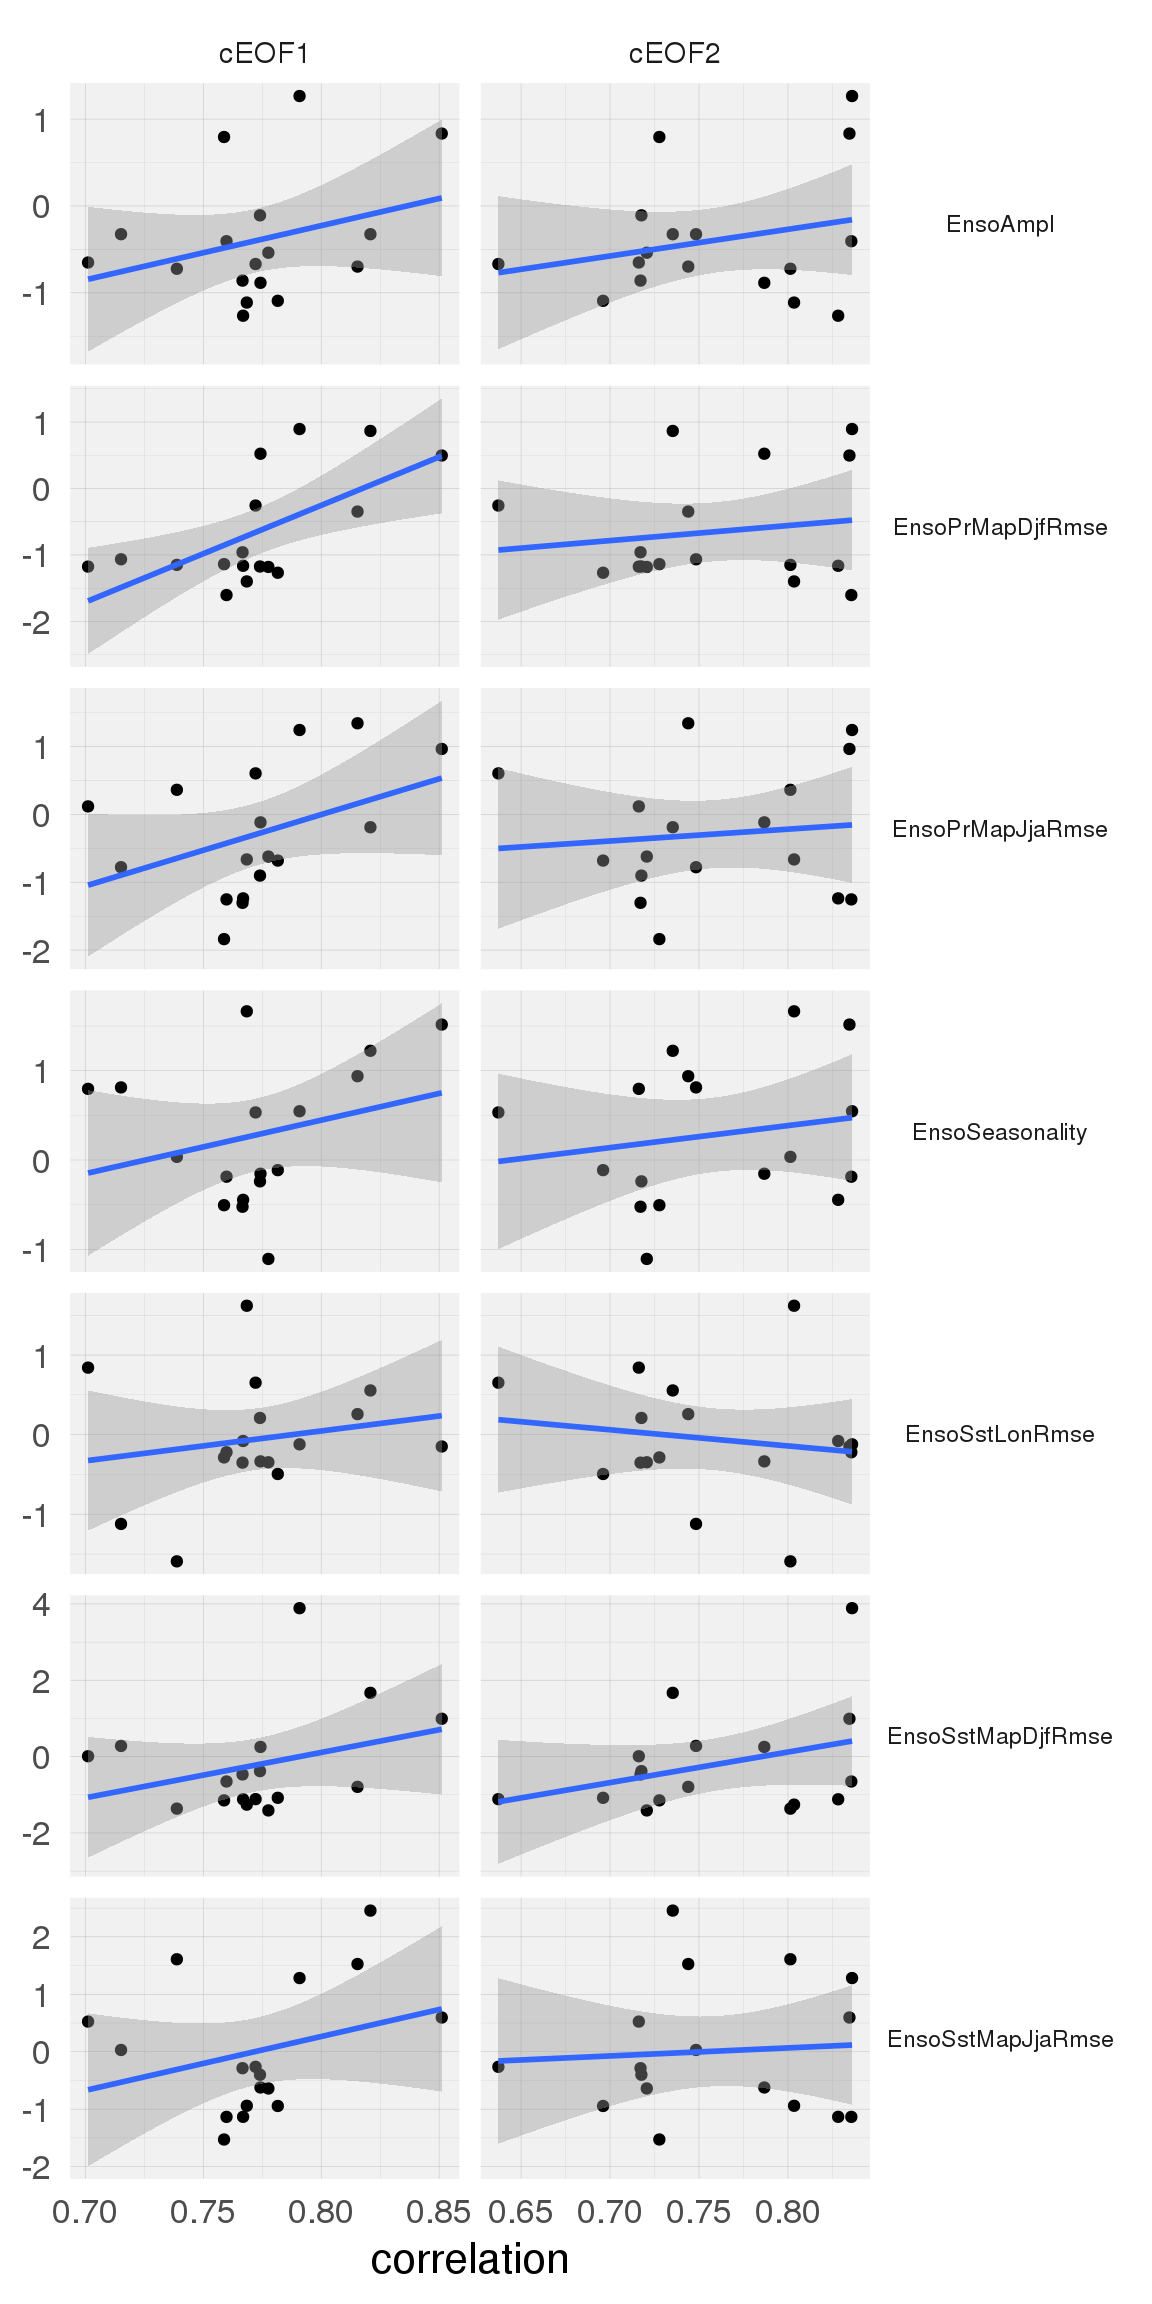 cEOF1 cEOF2
1
0
-1
EnsoAmpl
1
0
-1
-2
EnsoPrMapDjfRmse
1
0
-1
-2
EnsoPrMapJjaRmse
1
0
-1
EnsoSeasonality
1
0
-1
EnsoSstLonRmse
4
2
0
-2
EnsoSstMapDjfRmse
2
1
0
-1
-2
EnsoSstMapJjaRmse
0.70 0.75 0.80 0.85 0.65 0.70 0.75 0.80
correlation